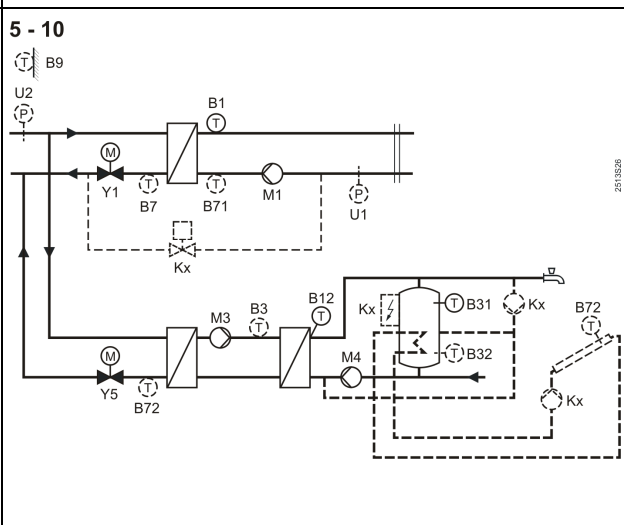 5 - 10
T B9
U2
P
B1
T
M
Y1
T
B7
T
B71
M1
P
U1
2513S26
Kx
M3
B3
T
B12
T
Kx
T B31
T B32
Kx
B72
T
M
Y5
T
B72
M4
Kx